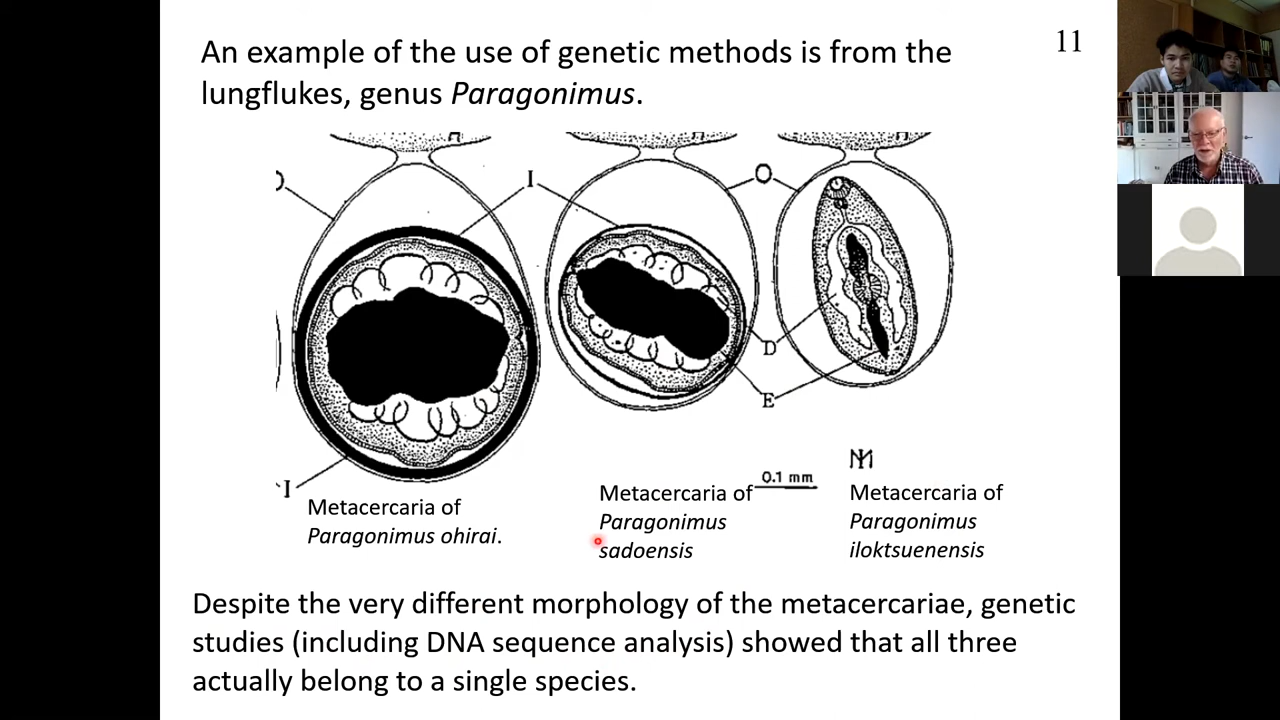 An example of the use of genetic methods is from the
lungflukes, genus Paragonimus.
11
A
A
A
O
I
O
D
E
I
0.1 mm
Metacercaria of
Paragonimus ohirai.
Metacercaria of
Paragonimus
sadoensis
Metacercaria of
Paragonimus
iloktsuenensis
Despite the very different morphology of the metacercariae, genetic
studies (including DNA sequence analysis) showed that all three
actually belong to a single species.